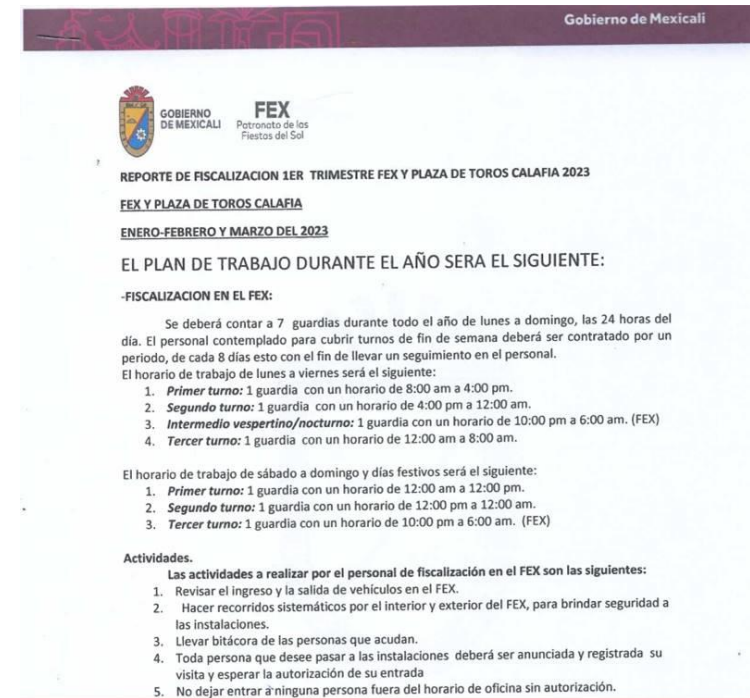 Gobierno de Mexicali
GOBIERNO
DE MEXICALI
FEX
Patronato de las
Fiestas del Sol
REPORTE DE FISCALIZACION 1ER TRIMESTRE FEX Y PLAZA DE TOROS CALAFIA 2023
FEX Y PLAZA DE TOROS CALAFIA
ENERO-FEBRERO Y MARZO DEL 2023
EL PLAN DE TRABAJO DURANTE EL AÑO SERA EL SIGUIENTE:
-FISCALIZACION EN EL FEX:
Se deberá contar a 7 guardias durante todo el año de lunes a domingo, las 24 horas del
día. El personal contemplado para cubrir turnos de fin de semana deberá ser contratado por un
periodo, de cada 8 días esto con el fin de llevar un seguimiento en el personal.
El horario de trabajo de lunes a viernes será el siguiente:
1. Primer turno: 1 guardia con un horario de 8:00 am a 4:00 pm.
2. Segundo turno: 1 guardia con un horario de 4:00 pm a 12:00 am.
3. Intermedio vespertino/nocturno: 1 guardia con un horario de 10:00 pm a 6:00 am. (FEX)
4. Tercer turno: 1 guardia con un horario de 12:00 am a 8:00 am.
El horario de trabajo de sábado a domingo y días festivos será el siguiente:
1. Primer turno: 1 guardia con un horario de 12:00 am a 12:00 pm.
2. Segundo turno: 1 guardia con un horario de 12:00 pm a 12:00 am.
3. Tercer turno: 1 guardia con un horario de 10:00 pm a 6:00 am. (FEX)
Actividades.
Las actividades a realizar por el personal de fiscalización en el FEX son las siguientes:
1. Revisar el ingreso y la salida de vehículos en el FEX.
2. Hacer recorridos sistemáticos por el interior y exterior del FEX, para brindar seguridad a
las instalaciones.
3. Llevar bitácora de las personas que acudan.
4. Toda persona que desee pasar a las instalaciones deberá ser anunciada y registrada su
visita y esperar la autorización de su entrada
5. No dejar entrar a ninguna persona fuera del horario de oficina sin autorización.